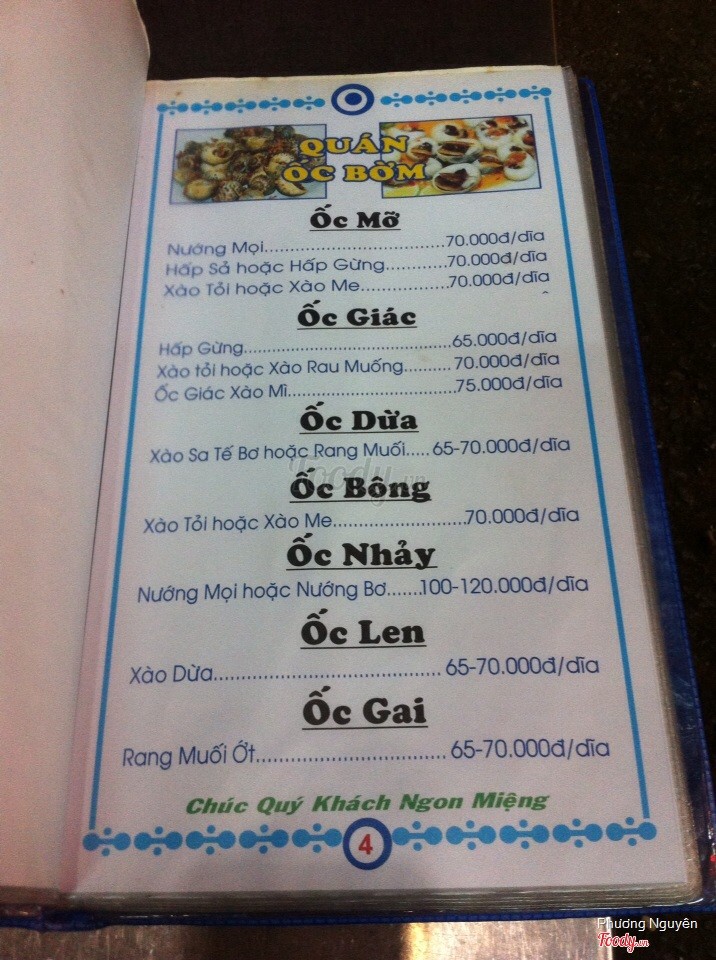 QUÁN
ỐC BỜM
Ốc Mỡ
Nướng Mọi..................................70.000đ/dĩa
Hấp Sả hoặc Hấp Gừng............70.000đ/dĩa
Xào Tỏi hoặc Xào Me.................70.000đ/dĩa
Ốc Giác
Hấp Gừng.......................................65.000đ/dĩa
Xào tỏi hoặc Xào Rau Muống.........70.000đ/dĩa
Ốc Giác Xào Mì................................75.000đ/dĩa
Ốc Dừa
Xào Sa Tế Bơ hoặc Rang Muối.....65-70.000đ/dĩa
Ốc Bông
Xào Tỏi hoặc Xào Me.......................70.000đ/dĩa
Ốc Nhảy
Nướng Mọi hoặc Nướng Bơ.......100-120.000đ/dĩa
Ốc Len
Xào Dừa........................................65-70.000đ/dĩa
Ốc Gai
Rang Muối Ớt.................................65-70.000đ/dĩa
Chúc Quý Khách Ngon Miệng
4
Foody.vn
Phương Nguyên
Foody.vn